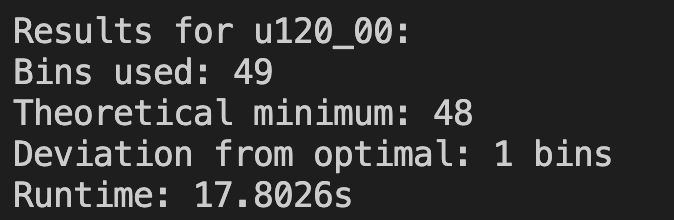 Results for u120_00:
Bins used: 49
Theoretical minimum: 48
Deviation from optimal: 1 bins
Runtime: 17.8026s